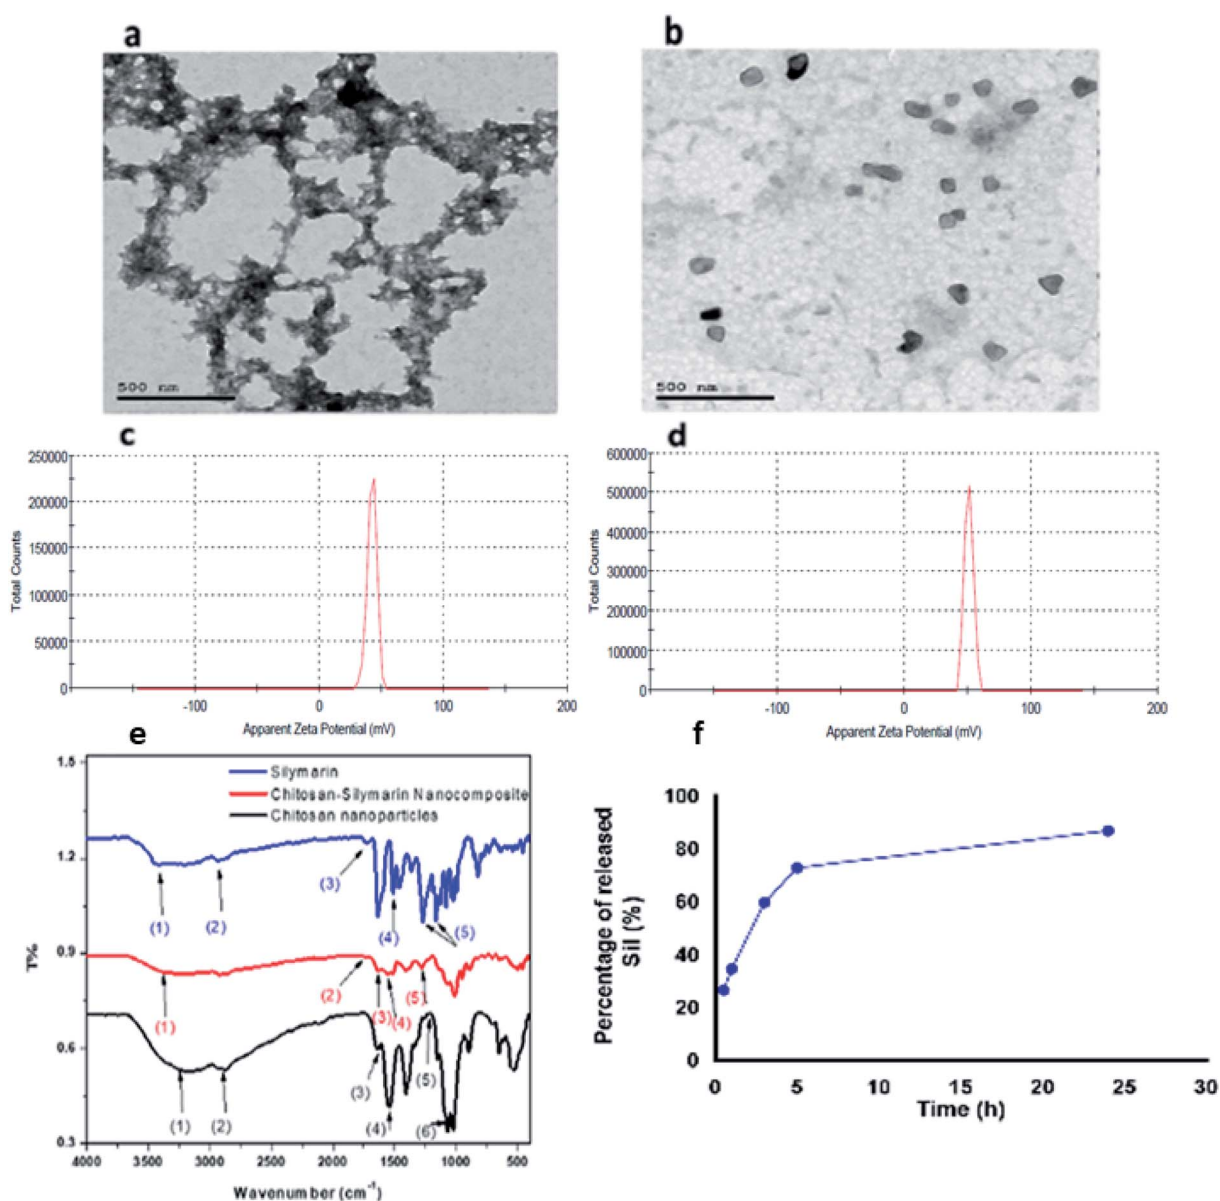 a
b
500 nm
500 nm
c
250000
200000
150000
100000
50000
0
Total Counts
-100
0
100
200
Apparent Zeta Potential (mV)
d
600000
500000
400000
300000
200000
100000
0
Total Counts
-100
0
100
200
Apparent Zeta Potential (mV)
e
1.5
1.2
0.9
0.6
0.3
T%
Silymarin
Chitosan-Silymarin Nanocomposite
Chitosan nanoparticles
(1)
(2)
(3)
(4)
(5)
(1)
(2)
(3)
(4)
(5)
(1)
(2)
(3)
(4)
(5)
(6)
4000 3500 3000 2500 2000 1500 1000 500
Wavenumber (cm-1)
f
100
80
60
40
20
0
Percentage of released
Sil (%)
0 5 10 15 20 25 30
Time (h)